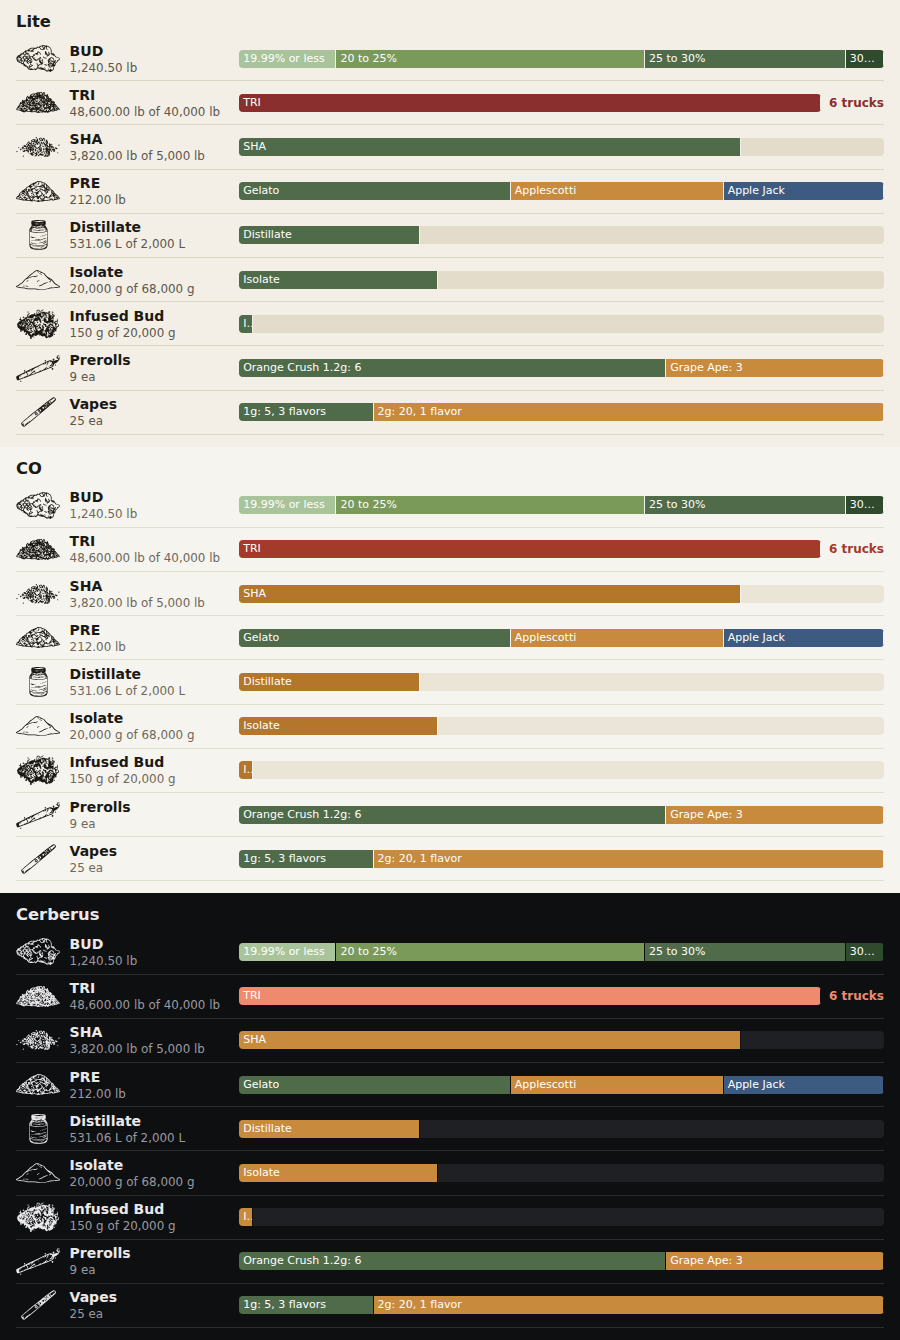 Lite
BUD
1,240.50 lb
19.99% or less 20 to 25% 25 to 30% 30…
TRI
48,600.00 lb of 40,000 lb
TRI
6 trucks
SHA
3,820.00 lb of 5,000 lb
SHA
PRE
212.00 lb
Gelato Applescotti Apple Jack
Distillate
531.06 L of 2,000 L
Distillate
Isolate
20,000 g of 68,000 g
Isolate
Infused Bud
150 g of 20,000 g
I…
Prerolls
9 ea
Orange Crush 1.2g: 6 Grape Ape: 3
Vapes
25 ea
1g: 5, 3 flavors 2g: 20, 1 flavor
CO
BUD
1,240.50 lb
19.99% or less 20 to 25% 25 to 30% 30…
TRI
48,600.00 lb of 40,000 lb
TRI
6 trucks
SHA
3,820.00 lb of 5,000 lb
SHA
PRE
212.00 lb
Gelato Applescotti Apple Jack
Distillate
531.06 L of 2,000 L
Distillate
Isolate
20,000 g of 68,000 g
Isolate
Infused Bud
150 g of 20,000 g
I…
Prerolls
9 ea
Orange Crush 1.2g: 6 Grape Ape: 3
Vapes
25 ea
1g: 5, 3 flavors 2g: 20, 1 flavor
Cerberus
BUD
1,240.50 lb
19.99% or less 20 to 25% 25 to 30% 30…
TRI
48,600.00 lb of 40,000 lb
TRI
6 trucks
SHA
3,820.00 lb of 5,000 lb
SHA
PRE
212.00 lb
Gelato Applescotti Apple Jack
Distillate
531.06 L of 2,000 L
Distillate
Isolate
20,000 g of 68,000 g
Isolate
Infused Bud
150 g of 20,000 g
I…
Prerolls
9 ea
Orange Crush 1.2g: 6 Grape Ape: 3
Vapes
25 ea
1g: 5, 3 flavors 2g: 20, 1 flavor